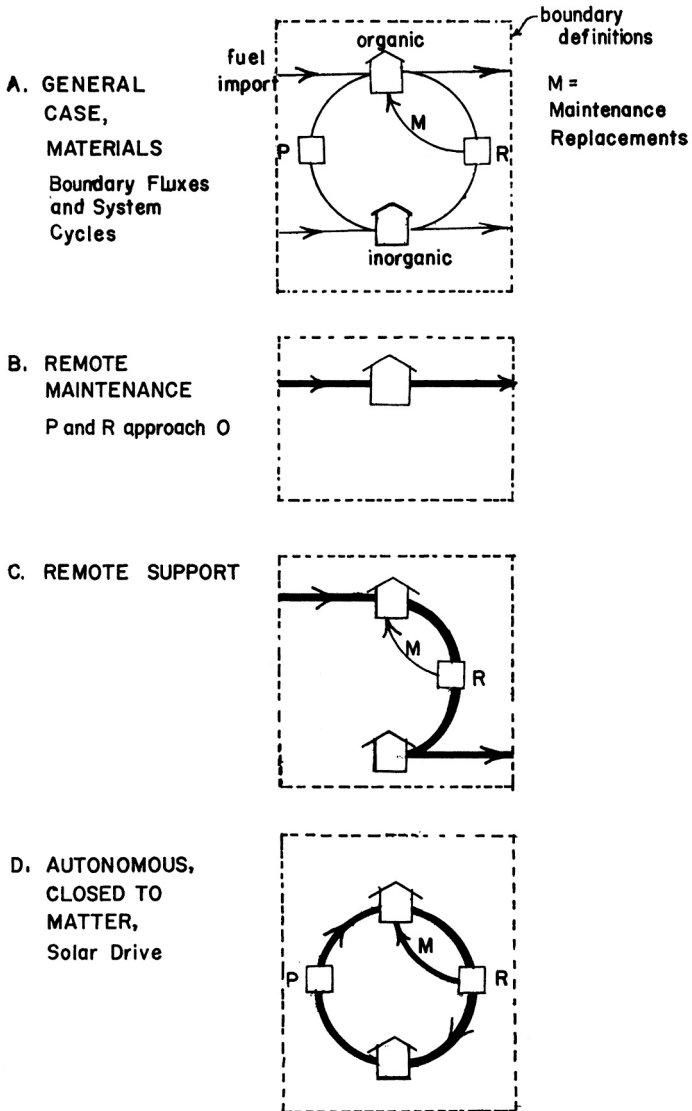 A. GENERAL
CASE,
MATERIALS
Boundary Fluxes
and System
Cycles
fuel
import
organic
P
M
R
inorganic
boundary
definitions
M =
Maintenance
Replacements
B. REMOTE
MAINTENANCE
P and R approach O
C. REMOTE SUPPORT
M
R
D. AUTONOMOUS,
CLOSED TO
MATTER,
Solar Drive
P
M
R